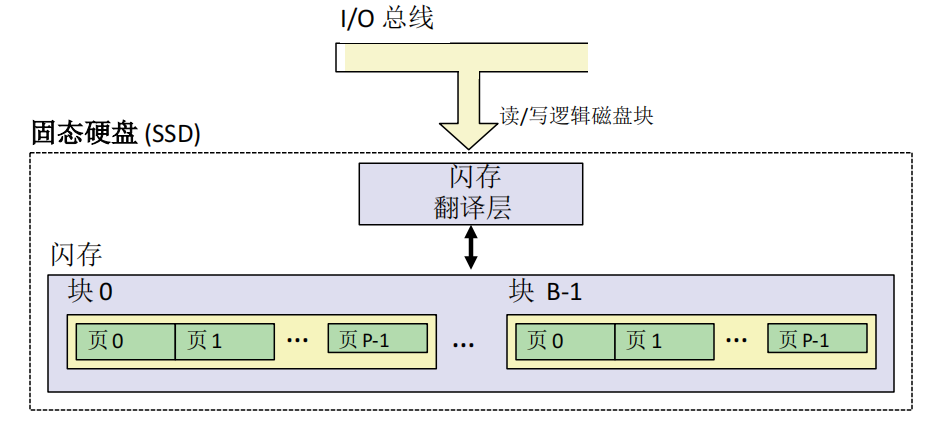 I/O 总线
读/写逻辑磁盘块
固态硬盘 (SSD)
闪存
翻译层
闪存
块 0
块 B-1
页 0
页 1
...
页 P-1
...
页 0
页 1
...
页 P-1